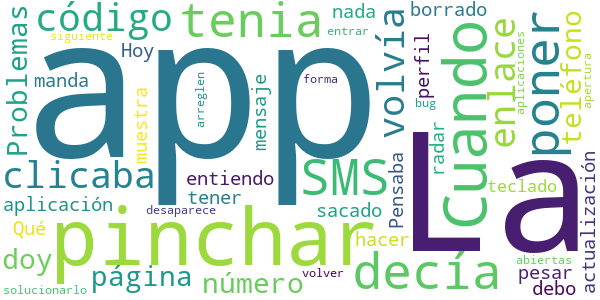 código
tenia
nada
borrado
siguiente
Hoy
entrar
Problemas
app
manda
muestra
arreglen
mensaje
forma
volvía
perfil
bug
Cuando
enlace
aplicaciones
poner
teléfono
apertura
clicaba
entiendo
SMS
Pensaba
radar
La
teclado
actualización
aplicación
tener
desaparece
sacado
Qué
pinchar
hacer
decía
abiertas
pesar
debo
doy
página
número
volver
solucionarlo